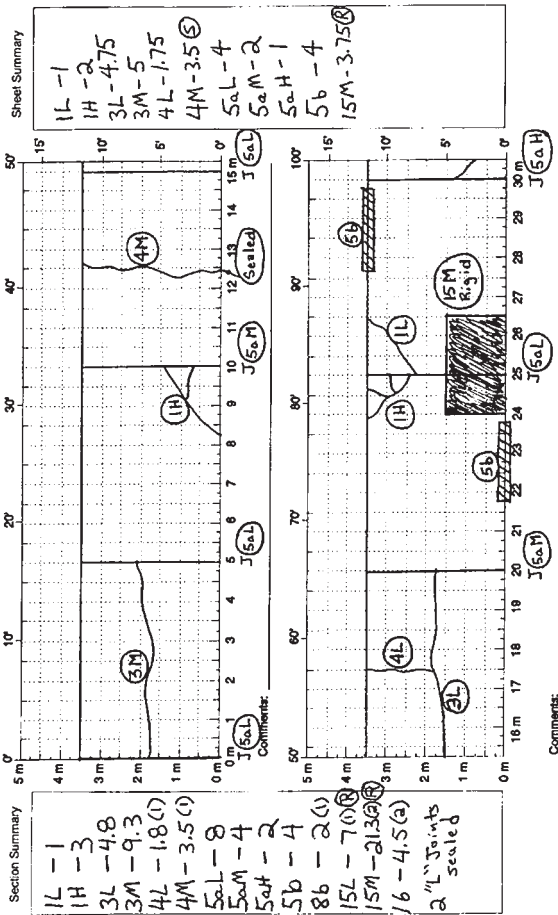 Sheet Summary
1L - 1
1H - 2
3L - 4.75
3M - 5
4L - 1.75
4M - 3.5 (S)
5aL - 4
5aM - 2
5aH - 1
5b - 4
15M - 3.75 (R)
0' 10' 20' 30' 40' 50'
5 m
4 m
3 m
2 m
1 m
0 m
15'
10'
5'
0'
3M
1H
4M
0 m 1 2 3 4 5 6 7 8 9 10 11 12 13 14 15 m
J (5aL)
J (5aL)
J (5aM)
Sealed
J (5aL)
Comments:
50' 60' 70' 80' 90' 100'
5 m
4 m
3 m
2 m
1 m
0 m
15'
10'
5'
0'
4L
3L
5b
1H
1L
15M Rigid
5b
16 m 17 18 19 20 21 22 23 24 25 26 27 28 29 30 m
J (5aM)
J (5aL)
J (5aH)
Comments:
Section Summary
1L - 1
1H - 3
3L - 4.8
3M - 9.3
4L - 1.8 (1)
4M - 3.5 (1)
5aL - 8
5aM - 4
5aH - 2
5b - 4
8b - 2 (1)
15L - 7 (1) (R)
15M - 21.3 (2) (R)
16 - 4.5 (2)
2 "L" Joints
sealed